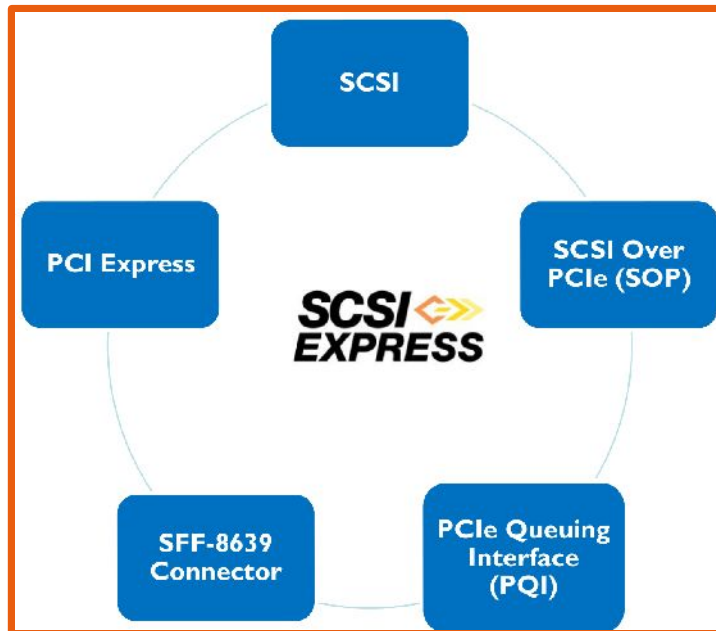 SCSI
PCI Express
SCSI Over
PCIe (SOP)
SCSI
EXPRESS
SFF-8639
Connector
PCIe Queuing
Interface
(PQI)